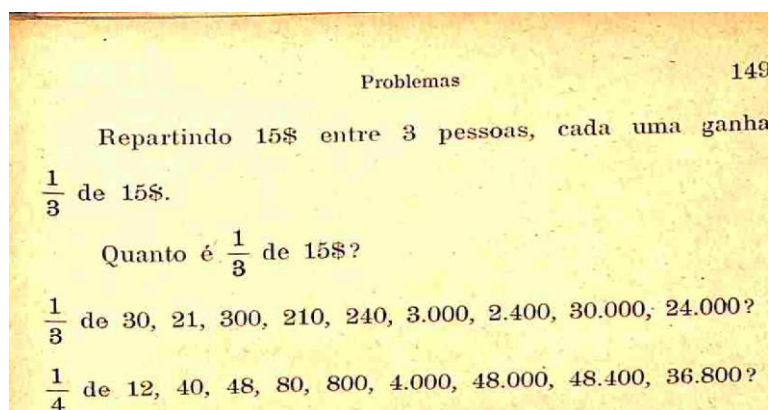 Problemas 149
Repartindo 15$ entre 3 pessoas, cada uma ganha
1/3 de 15$.
Quanto é 1/3 de 15$?
1/3 de 30, 21, 300, 210, 240, 3.000, 2.400, 30.000, 24.000?
1/4 de 12, 40, 48, 80, 800, 4.000, 48.000, 48.400, 36.800?